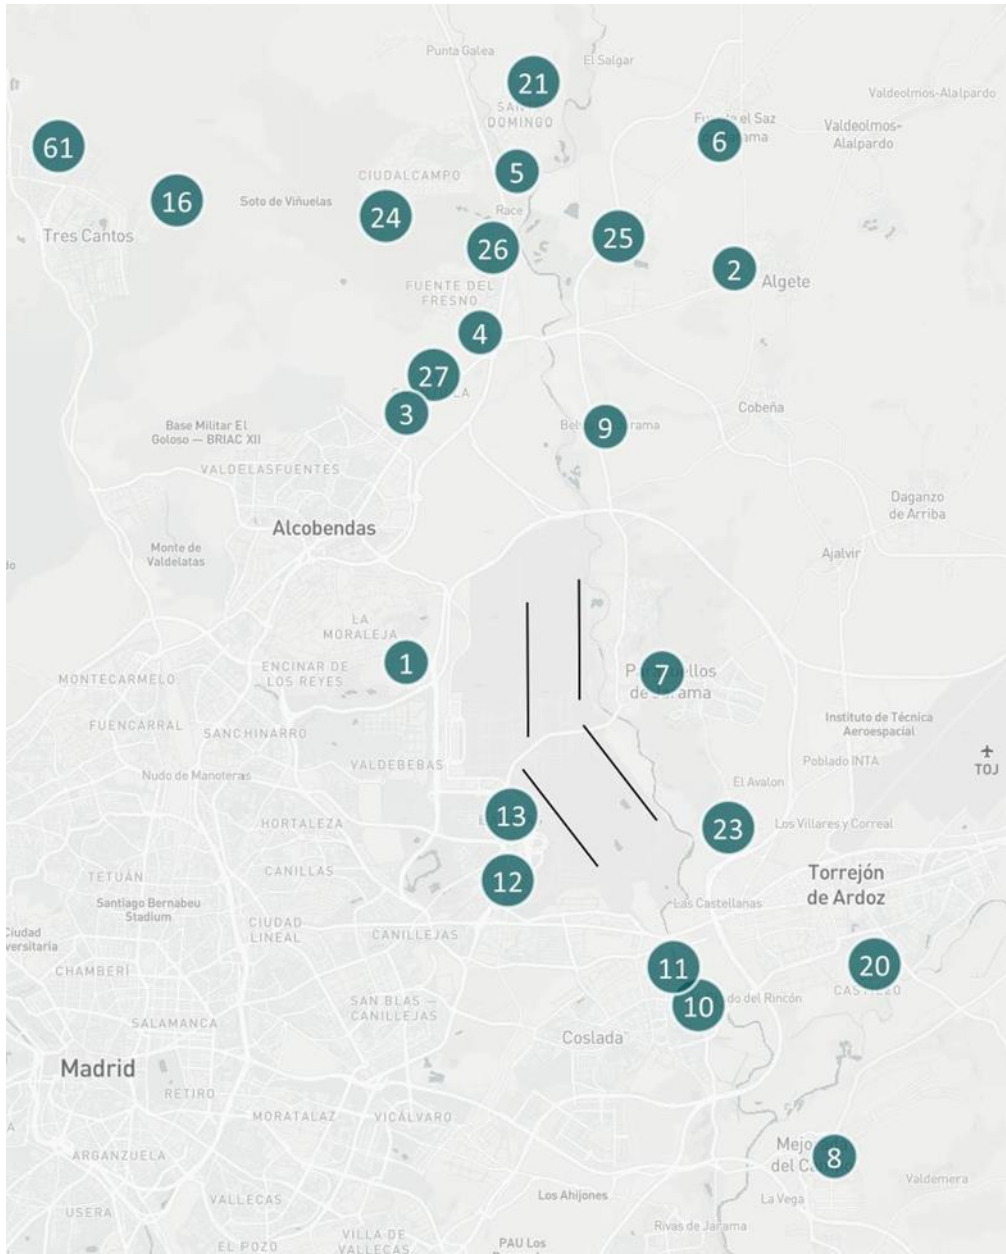 Punta Galea
El Salgar
21
DOMINGO
Valdeolmos-Alalpardo
Valdeolmos-
Alalpardo
6
61
5
CIUDALCAMPO
16
Soto de Viñuelas
24
Race
Tres Cantos
26
25
2
Algete
FUENTE DEL
FRESNO
4
27
3
Cobeña
9
Base Militar El
Goloso — BRIAC XII
VALDELASFUENTES
Daganzo
de Arriba
Alcobendas
Monte de
Valdelatas
Ajalvir
LA
MORALEJA
1
ENCINAR DE
LOS REYES
7
MONTECARMELO
FUENCARRAL
SANCHINARRO
Instituto de Técnica
Aeroespacial
VALDEBEBAS
Poblado INTA
TOJ
Nudo de Manoteras
El Avalon
13
HORTALEZA
23
Los Villares y Correal
TETUÁN
CANILLAS
12
Torrejón
de Ardoz
Santiago Bernabeu
Stadium
Las Castellanas
Ciudad
CIUDAD
LINEAL
CANILLEJAS
CHAMBERÍ
11
20
10
do del Rincón
SAN BLAS —
CANILLEJAS
SALAMANCA
Coslada
Madrid
RETIRO
MORATALAZ
VICÁLVARO
ARGANZUELA
8
Valdemera
Los Ahijones
La Vega
VALLECAS
USERA
Rivas de Jarama
EL POZO
VILLA DE
VALLECAS
PAU Los